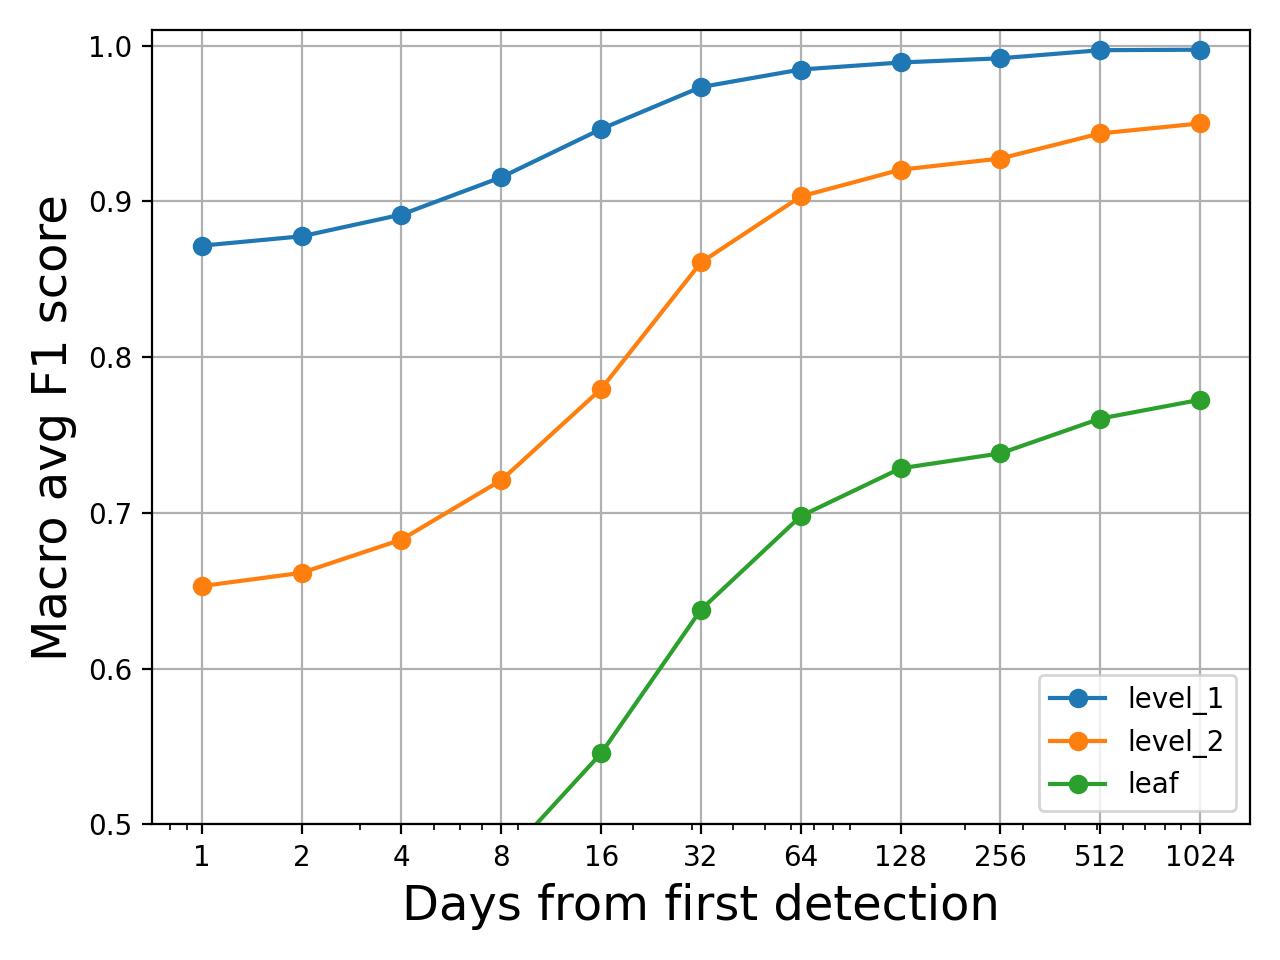 Macro avg F1 score
1.0
0.9
0.8
0.7
0.6
0.5
1 2 4 8 16 32 64 128 256 512 1024
Days from first detection
level_1
level_2
leaf